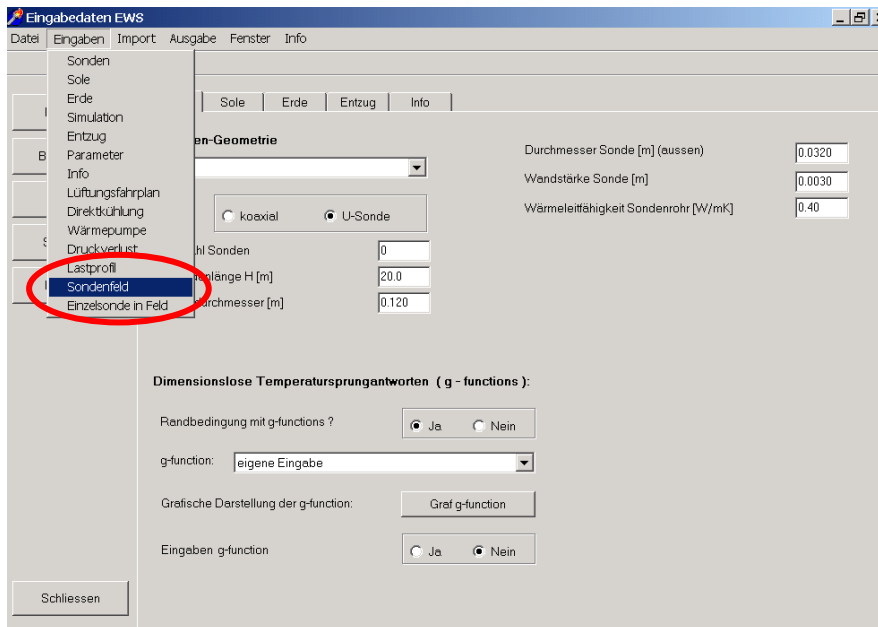 Eingabedaten EWS
Datei Eingaben Import Ausgabe Fenster Info
Sonden
Sole
Erde
Simulation
Entzug
Parameter
Info
Lüftungsfahrplan
Direktkühlung
Wärmepumpe
Druckverlust
Lastprofil
Sondenfeld
Einzelsonde in Feld
Sole Erde Entzug Info
en-Geometrie
koaxial U-Sonde
hl Sonden 0
länge H [m] 20.0
durchmesser [m] 0.120
Durchmesser Sonde [m] (aussen) 0.0320
Wandstärke Sonde [m] 0.0030
Wärmeleitfähigkeit Sondenrohr [W/mK] 0.40
Dimensionslose Temperatursprungantworten ( g - functions ):
Randbedingung mit g-functions ? Ja Nein
g-function: eigene Eingabe
Grafische Darstellung der g-function: Graf g-function
Eingaben g-function Ja Nein
Schliessen